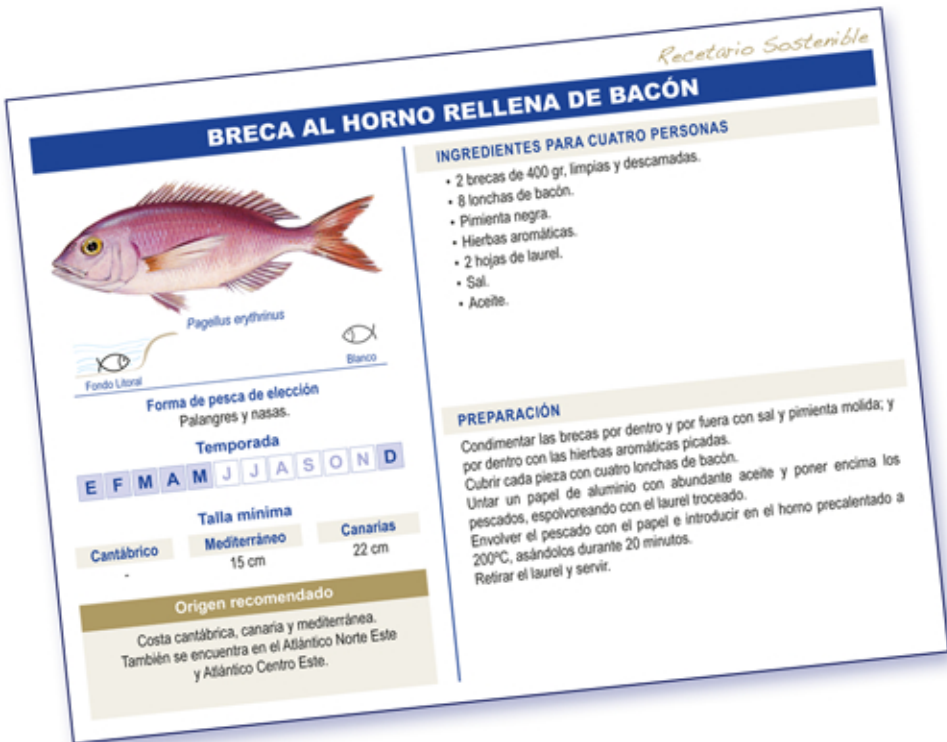 Recetario Sostenible
BRECA AL HORNO RELLENA DE BACÓN
Pagellus erythrinus
Fondo Litoral
Blanco
Forma de pesca de elección
Palangres y nasas.
Temporada
E F M A M J J A S O N D
Talla mínima
Cantábrico Mediterráneo Canarias
- 15 cm 22 cm
Origen recomendado
Costa cantábrica, canaria y mediterránea.
También se encuentra en el Atlántico Norte Este
y Atlántico Centro Este.
INGREDIENTES PARA CUATRO PERSONAS
• 2 brecas de 400 gr, limpias y descamadas.
• 8 lonchas de bacón.
• Pimienta negra.
• Hierbas aromáticas.
• 2 hojas de laurel.
• Sal.
• Aceite.
PREPARACIÓN
Condimentar las brecas por dentro y por fuera con sal y pimienta molida; y
por dentro con las hierbas aromáticas picadas.
Cubrir cada pieza con cuatro lonchas de bacón.
Untar un papel de aluminio con abundante aceite y poner encima los
pescados, espolvoreando con el laurel troceado.
Envolver el pescado con el papel e introducir en el horno precalentado a
200ºC, asándolos durante 20 minutos.
Retirar el laurel y servir.